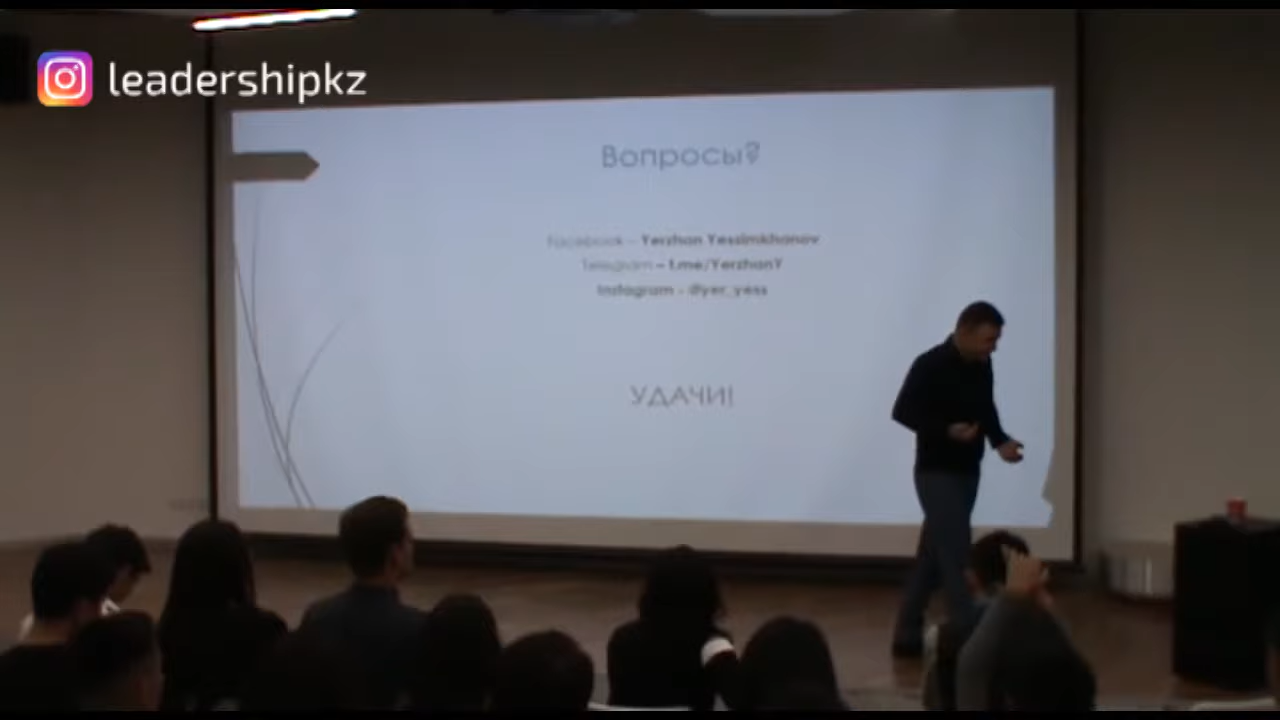 leadershipkz
Вопросы?
Facebook - Yerzhan Yessimkhanov
Telegram - t.me/YerzhanY
Instagram - @yer_yess
УДАЧИ!